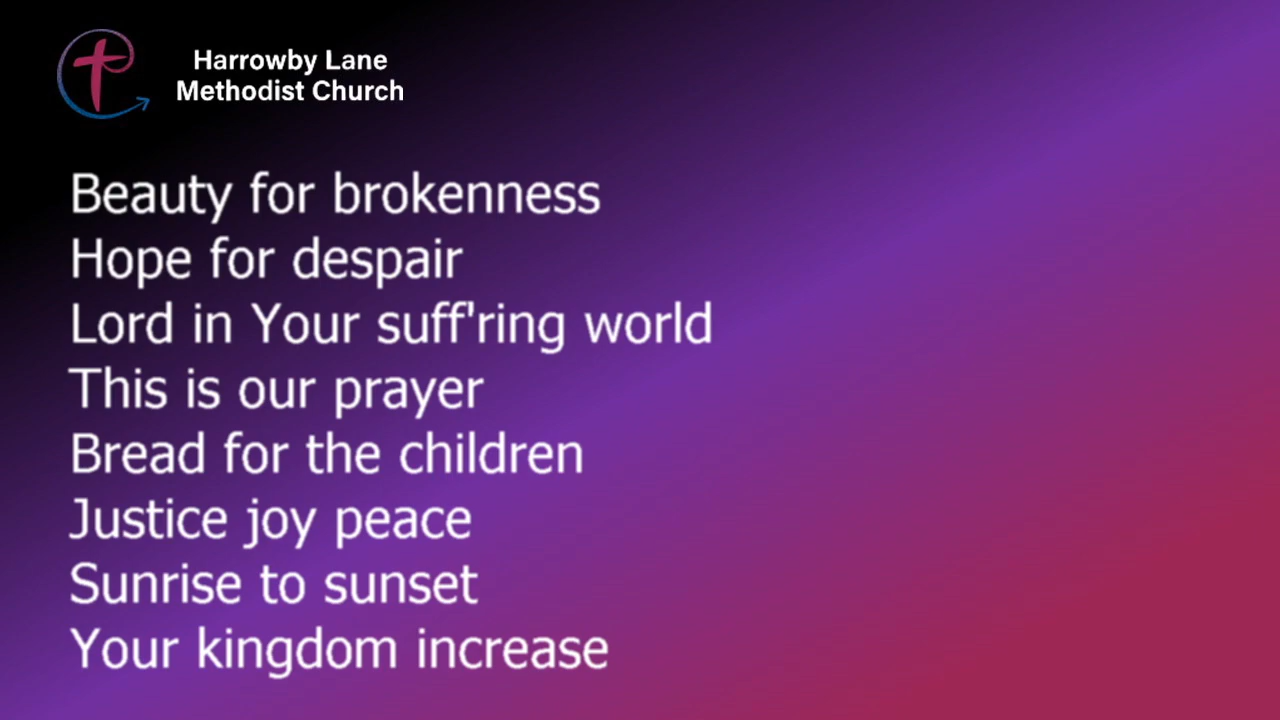 Harrowby Lane
Methodist Church
Beauty for brokenness
Hope for despair
Lord in Your suff'ring world
This is our prayer
Bread for the children
Justice joy peace
Sunrise to sunset
Your kingdom increase